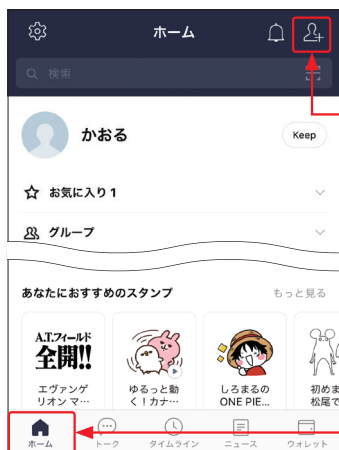 ホーム
検索
かおる
Keep
お気に入り 1
グループ
あなたにおすすめのスタンプ
もっと見る
A.T.フィールド
全開!!
エヴァンゲ
リオン マ…
ゆるっと動
く！カナ…
しろまるの
ONE PIE...
初めま
松尾で
ホーム
トーク
タイムライン
ニュース
ウォレット